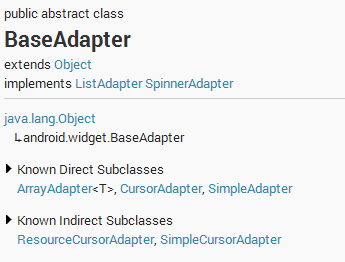 public abstract class
BaseAdapter
extends Object
implements ListAdapter SpinnerAdapter
java.lang.Object
↳android.widget.BaseAdapter
Known Direct Subclasses
ArrayAdapter<T>, CursorAdapter, SimpleAdapter
Known Indirect Subclasses
ResourceCursorAdapter, SimpleCursorAdapter